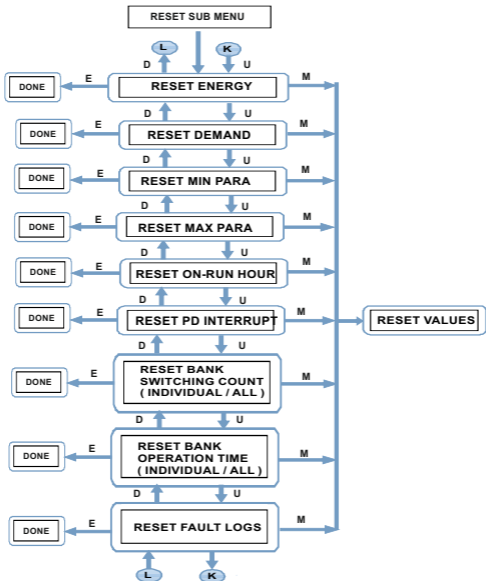 RESET SUB MENU
L
K
D
U
DONE
E
RESET ENERGY
M
D
U
DONE
E
RESET DEMAND
M
D
U
DONE
E
RESET MIN PARA
M
D
U
DONE
E
RESET MAX PARA
M
D
U
DONE
E
RESET ON-RUN HOUR
M
D
U
DONE
E
RESET PD INTERRUPT
M
RESET VALUES
D
U
DONE
E
RESET BANK
SWITCHING COUNT
( INDIVIDUAL / ALL )
M
D
U
DONE
E
RESET BANK
OPERATION TIME
( INDIVIDUAL / ALL )
M
D
U
DONE
E
RESET FAULT LOGS
M
L
K